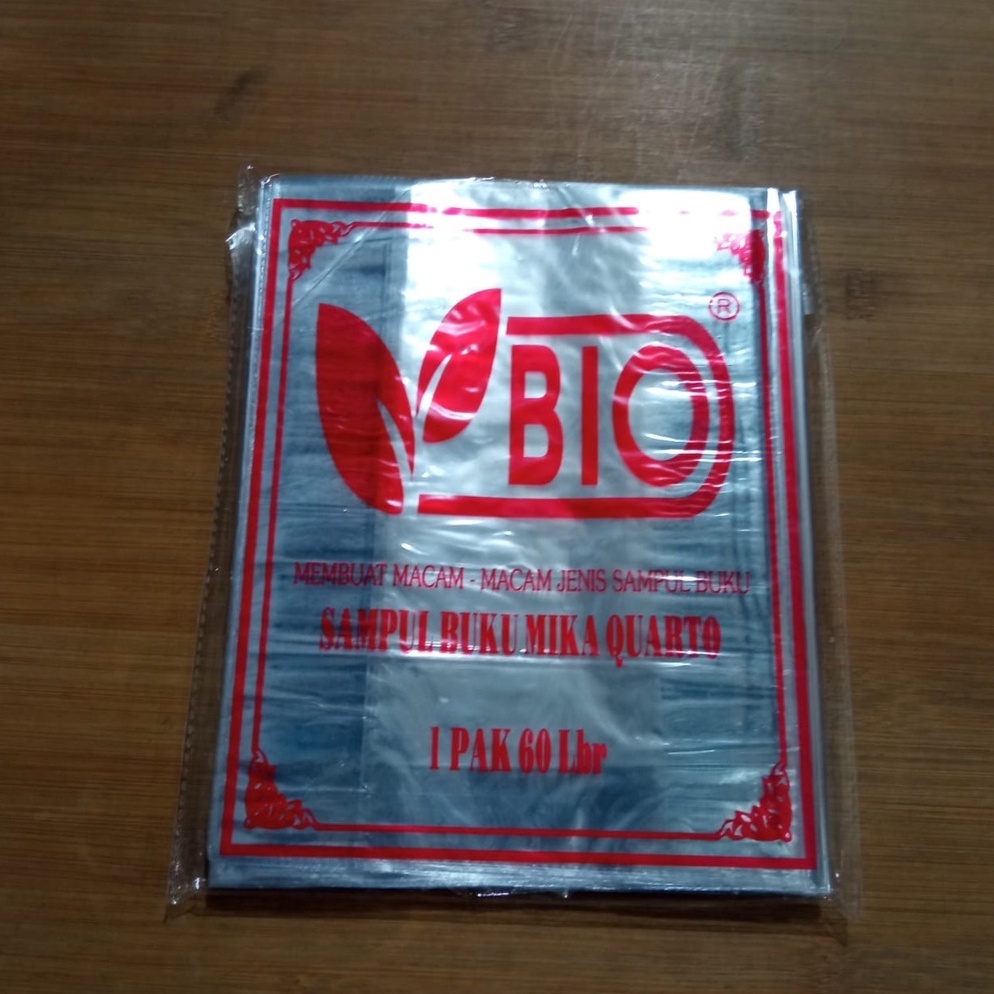 BIO ®
MEMBUAT MACAM - MACAM JENIS SAMPUL BUKU
SAMPUL BUKU MIKA QUARTO
1 PAK 60 Lbr